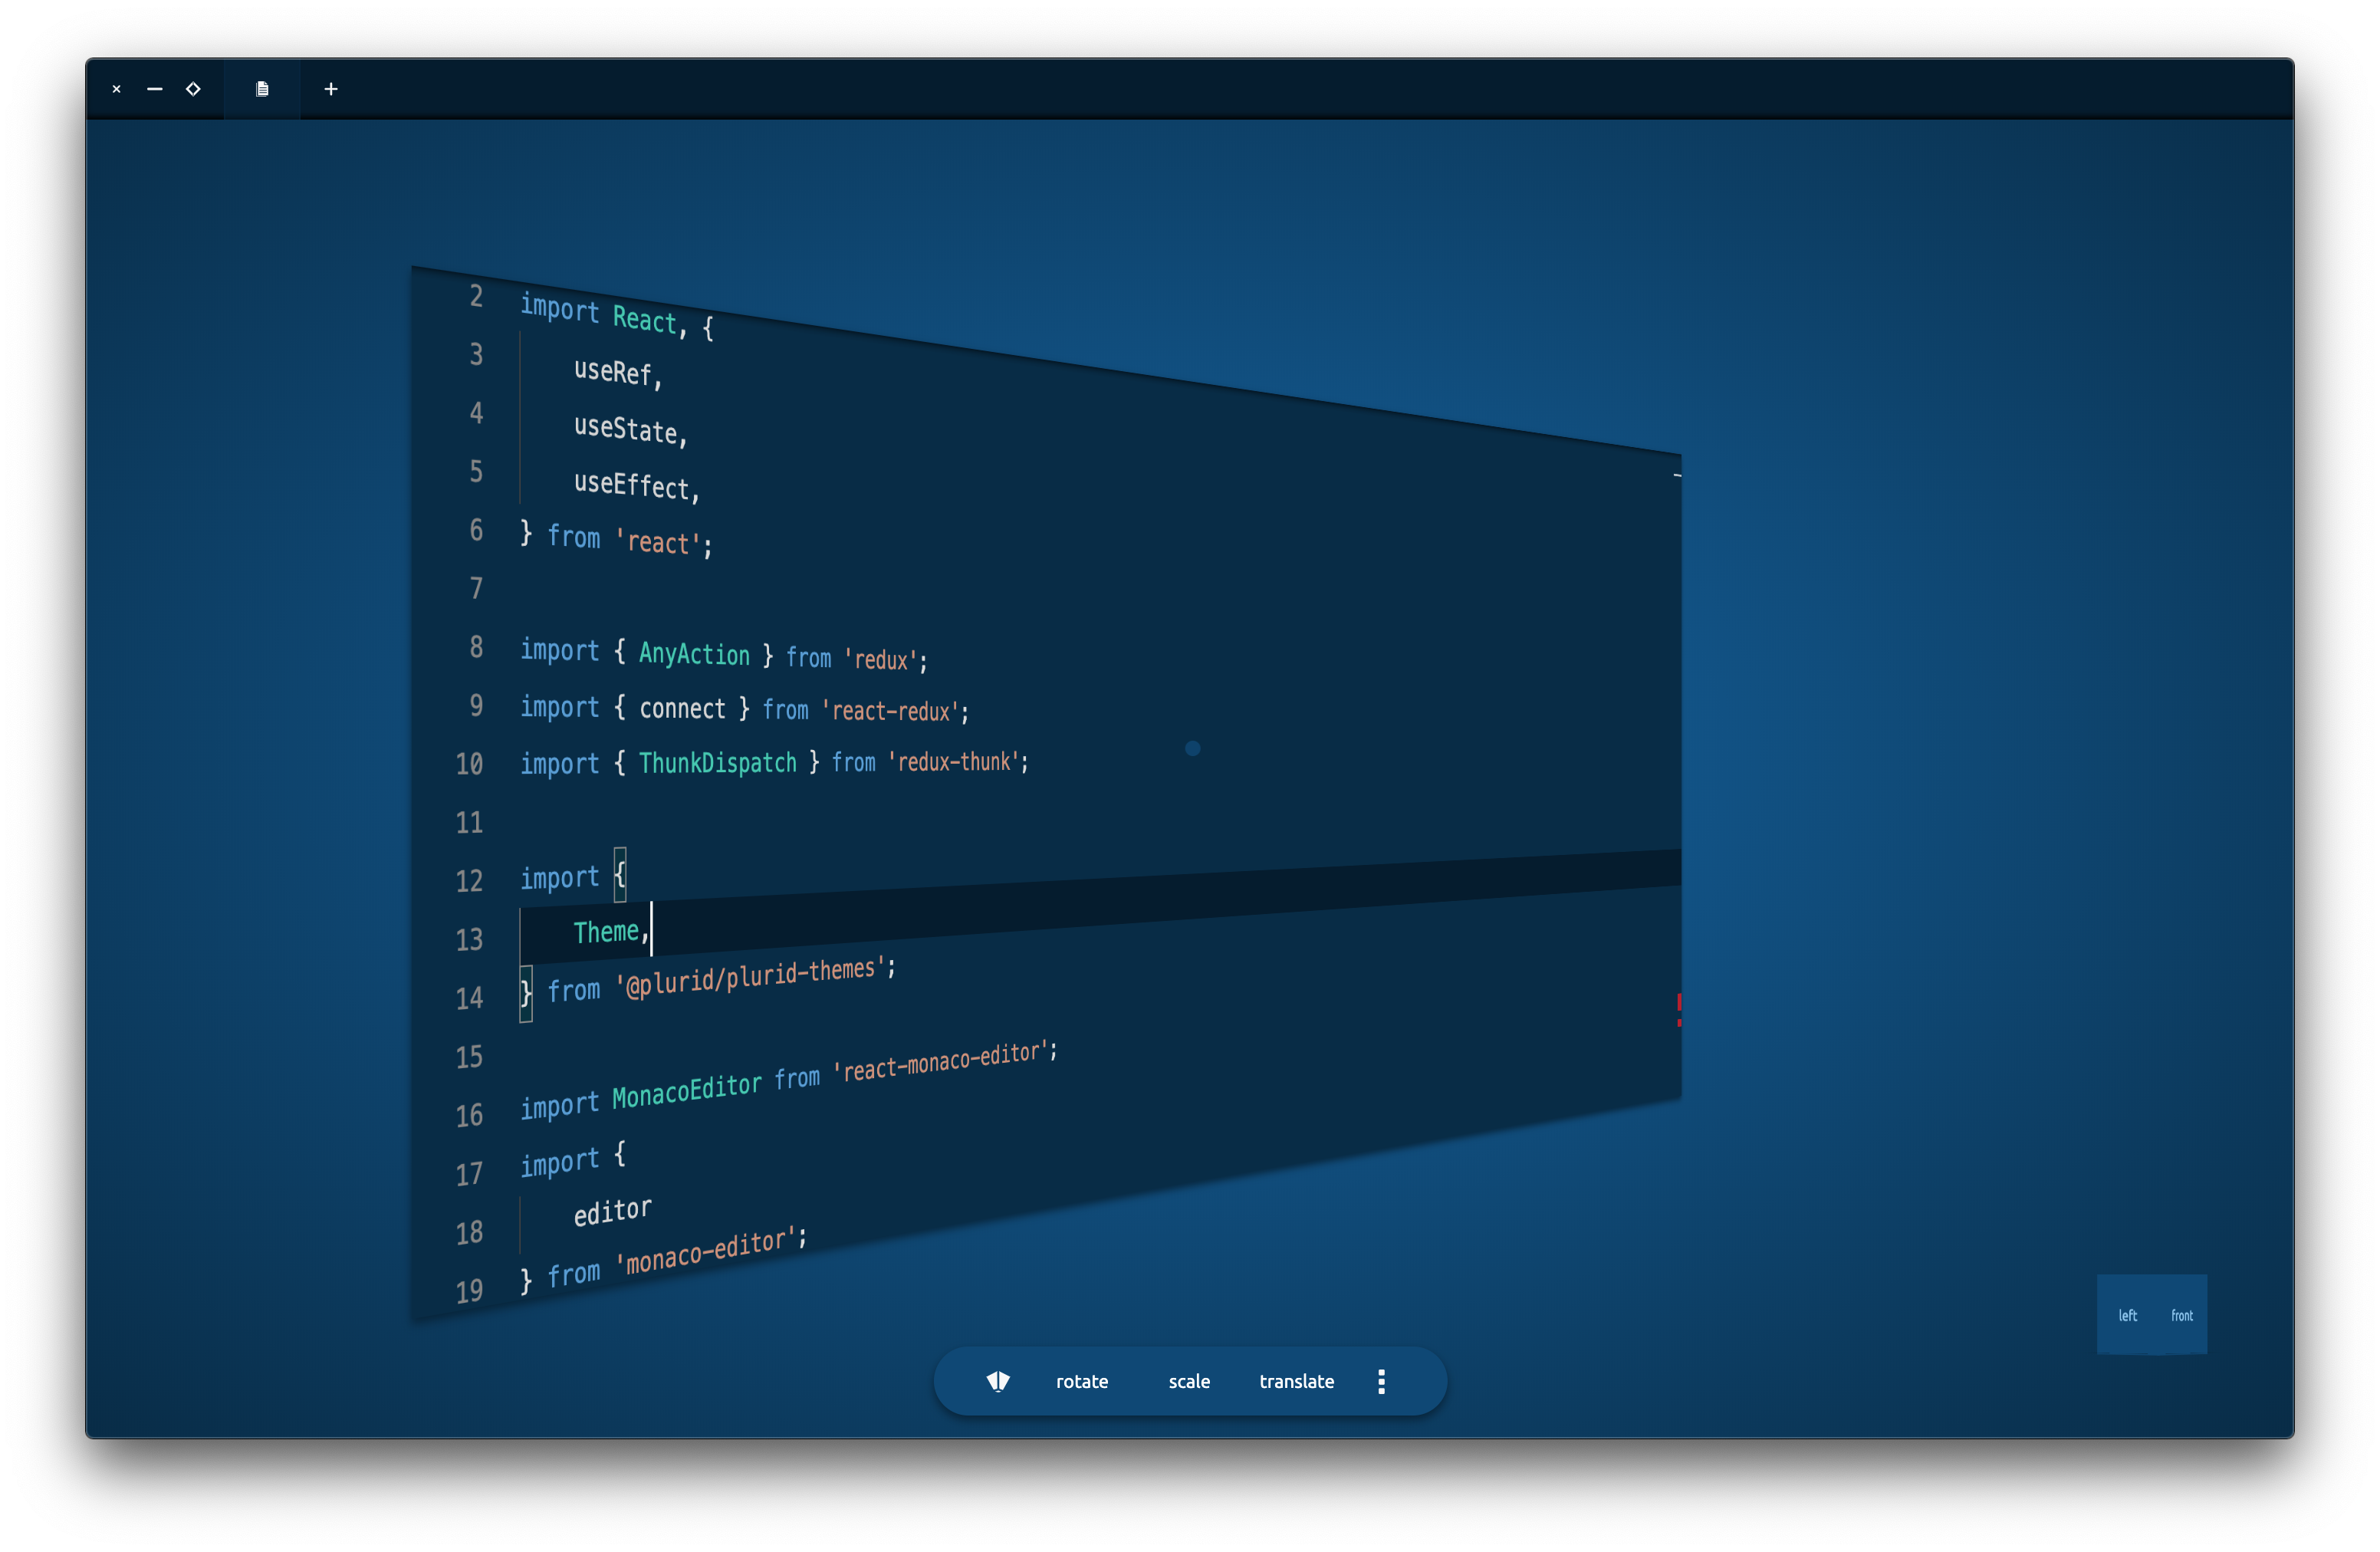 2 import React, {
3     useRef,
4     useState,
5     useEffect,
6 } from 'react';
7
8 import { AnyAction } from 'redux';
9 import { connect } from 'react-redux';
10 import { ThunkDispatch } from 'redux-thunk';
11
12 import {
13     Theme,
14 } from '@plurid/plurid-themes';
15
16 import MonacoEditor from 'react-monaco-editor';
17 import {
18     editor
19 } from 'monaco-editor';
left front
rotate scale translate